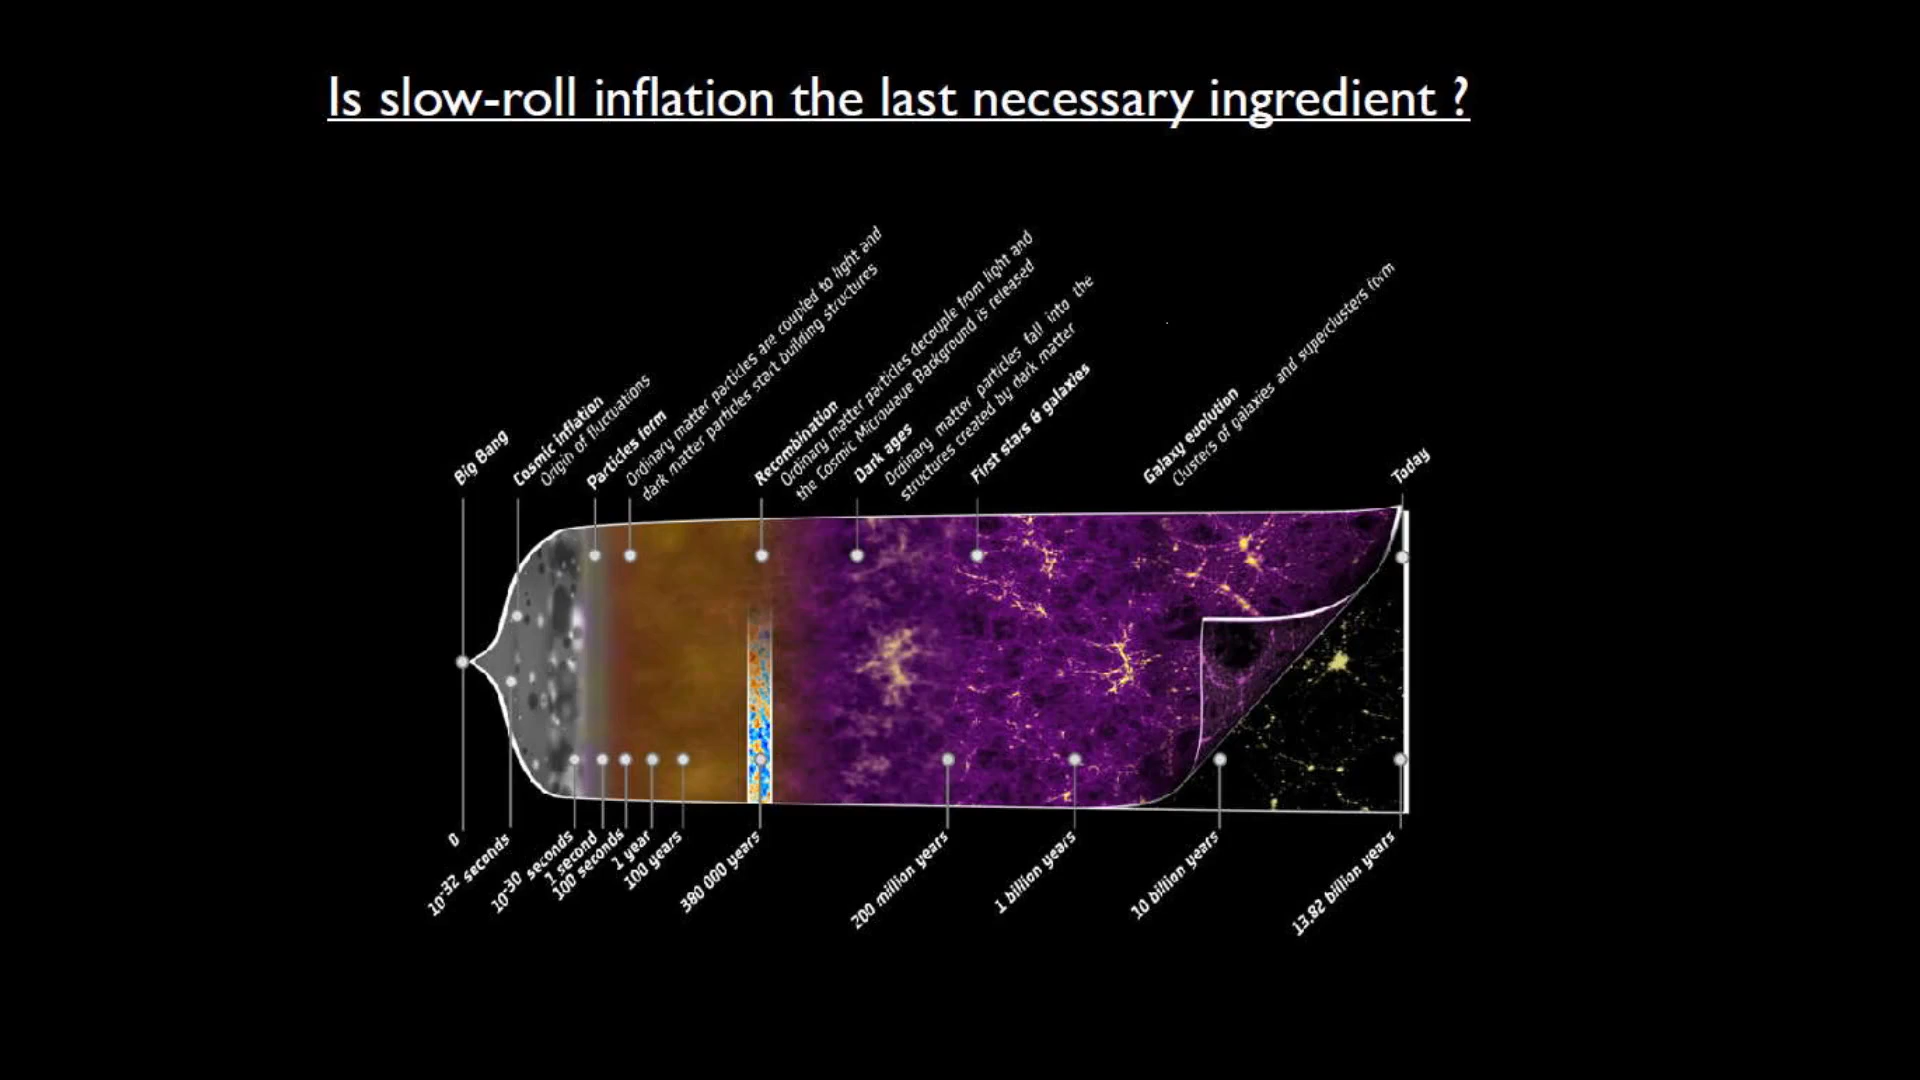 Is slow-roll inflation the last necessary ingredient ?
Big Bang
Cosmic inflation
Origin of fluctuations
Particles form
Ordinary matter particles are coupled to light and
dark matter particles start building structures
Recombination
Ordinary matter particles decouple from light and
the Cosmic Microwave Background is released
Dark ages
Ordinary matter particles fall into the
structures created by dark matter
First stars & galaxies
Galaxy evolution
Clusters of galaxies and superclusters form
Today
0
10-32 seconds
10-30 seconds
1 second
100 seconds
1 year
100 years
380 000 years
200 million years
1 billion years
10 billion years
13,82 billion years